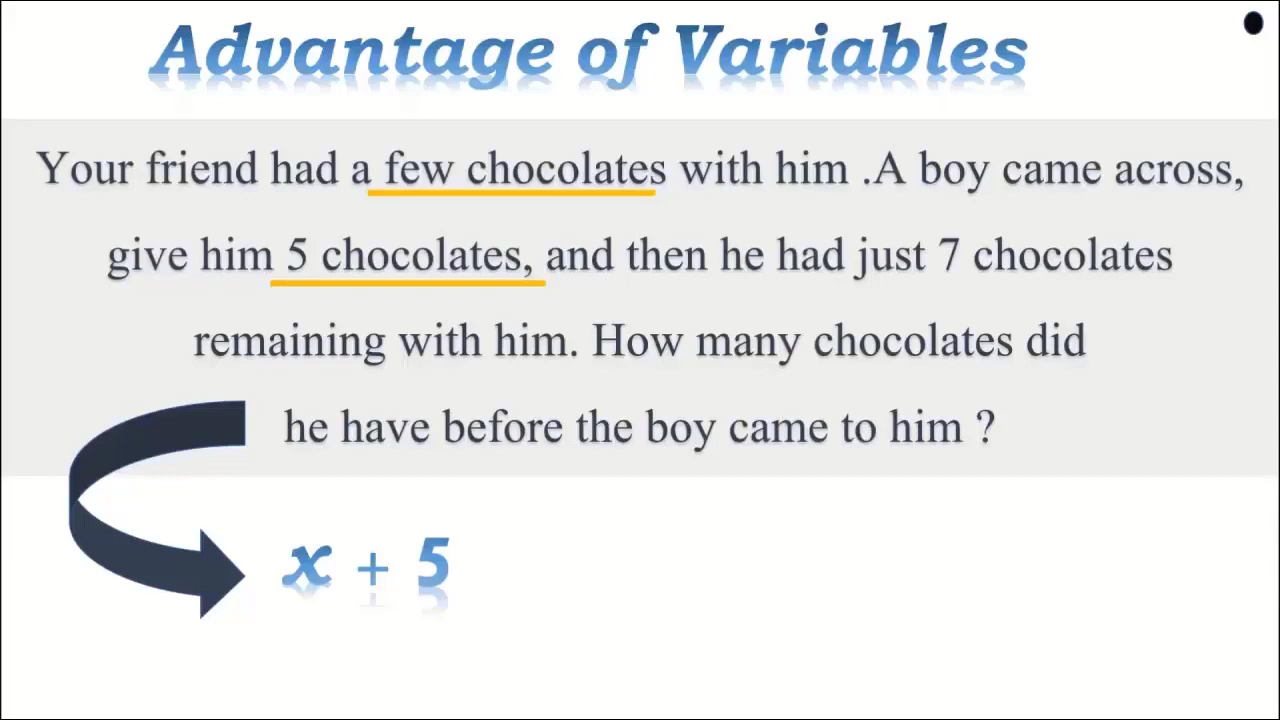 Advantage of Variables
Your friend had a few chocolates with him .A boy came across,
give him 5 chocolates, and then he had just 7 chocolates
remaining with him. How many chocolates did
he have before the boy came to him ?
x + 5